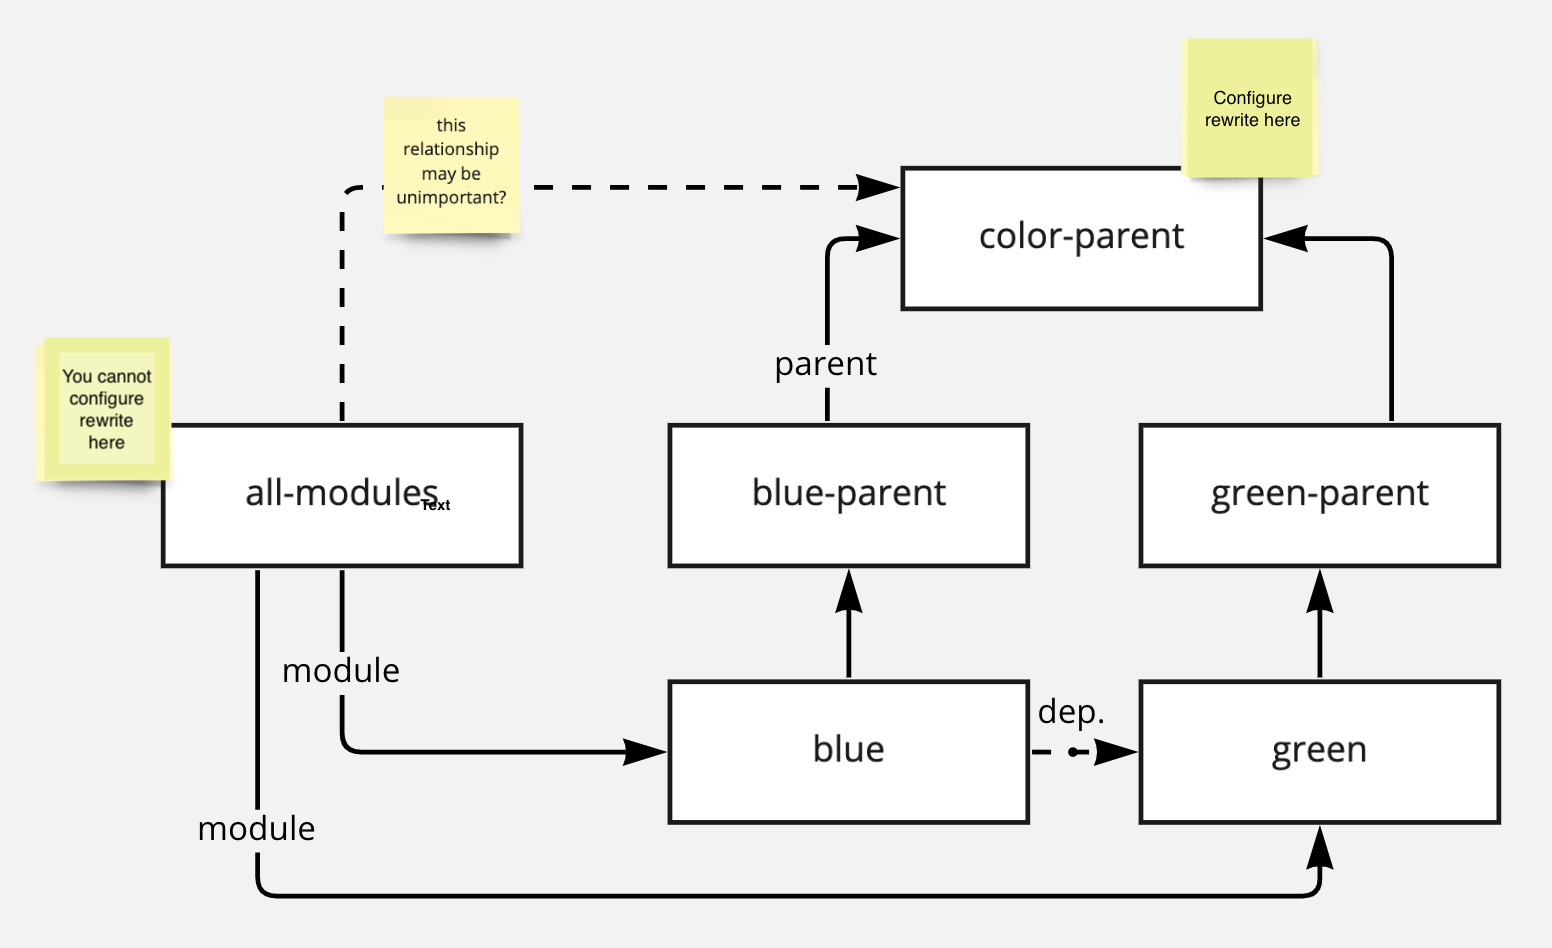 Configure
rewrite here
this
relationship
may be
unimportant?
color-parent
parent
You cannot
configure
rewrite
here
all-modules
Text
blue-parent
green-parent
module
dep.
blue
green
module